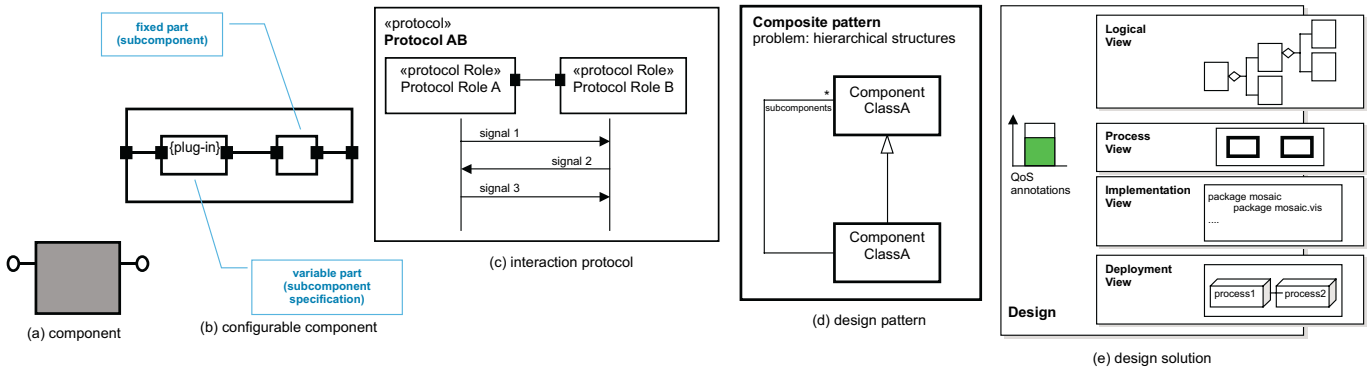 fixed part
(subcomponent)
{plug-in}
variable part
(subcomponent
specification)
(a) component
(b) configurable component
«protocol»
Protocol AB
«protocol Role»
Protocol Role A
«protocol Role»
Protocol Role B
signal 1
signal 2
signal 3
(c) interaction protocol
Composite pattern
problem: hierarchical structures
*
subcomponents
Component
ClassA
Component
ClassA
(d) design pattern
QoS
annotations
Design
Logical
View
Process
View
Implementation
View
package mosaic
package mosaic.vis
....
Deployment
View
process1
process2
(e) design solution